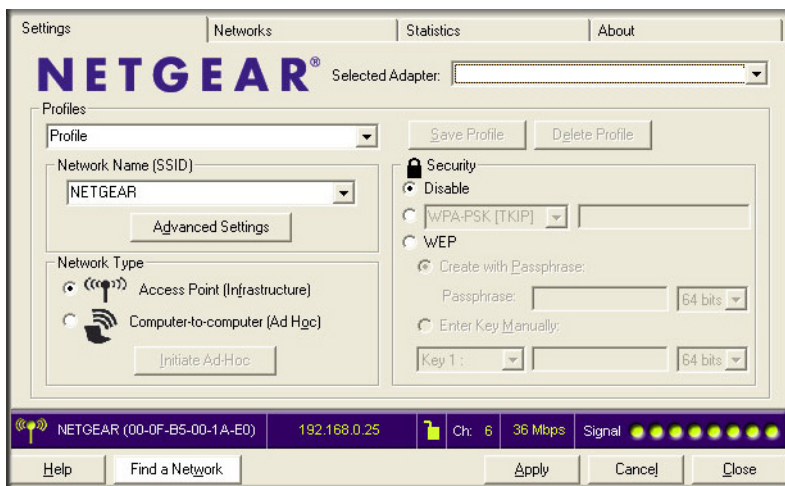 Settings Networks Statistics About
NETGEAR® Selected Adapter:
Profiles
Profile Save Profile Delete Profile
Network Name (SSID) Security
NETGEAR Disable
WPA-PSK [TKIP]
Advanced Settings WEP
Network Type Create with Passphrase:
Access Point (Infrastructure) Passphrase: 64 bits
Computer-to-computer (Ad Hoc) Enter Key Manually:
Initiate Ad-Hoc Key 1 : 64 bits
NETGEAR (00-0F-B5-00-1A-E0) 192.168.0.25 Ch: 6 36 Mbps Signal
Help Find a Network Apply Cancel Close